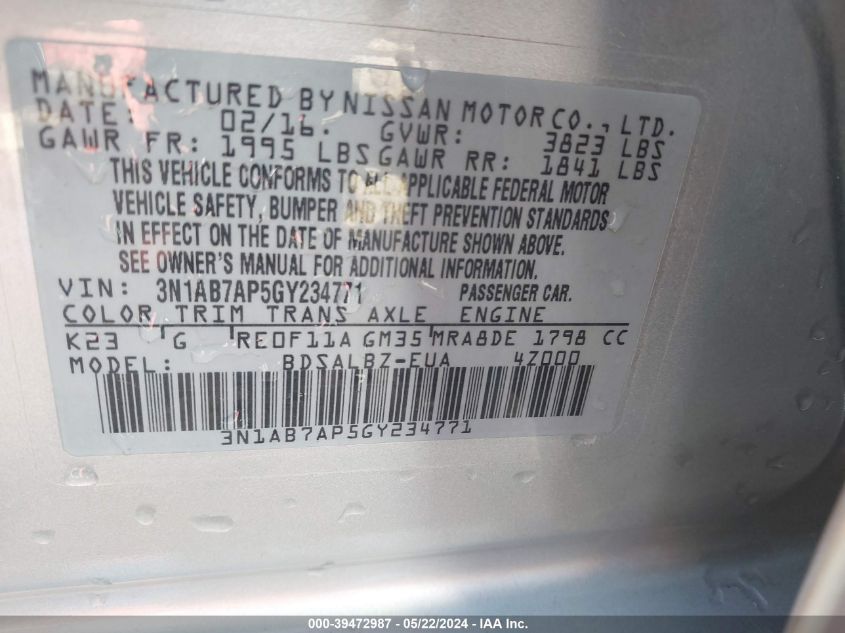 MANUFACTURED BY NISSAN MOTOR CO., LTD.
DATE: 02/16. GVWR: 3823 LBS
GAWR FR: 1995 LBS GAWR RR: 1841 LBS
THIS VEHICLE CONFORMS TO ALL APPLICABLE FEDERAL MOTOR
VEHICLE SAFETY, BUMPER AND THEFT PREVENTION STANDARDS
IN EFFECT ON THE DATE OF MANUFACTURE SHOWN ABOVE.
SEE OWNER'S MANUAL FOR ADDITIONAL INFORMATION.
VIN: 3N1AB7AP5GY234771 PASSENGER CAR.
COLOR TRIM TRANS AXLE ENGINE
K23 G RE0F11A GM35 MRA8DE 1798 CC
MODEL: BDSALBZ-EUA 4Z000
3N1AB7AP5GY234771
000-39472987 - 05/22/2024 - IAA Inc.